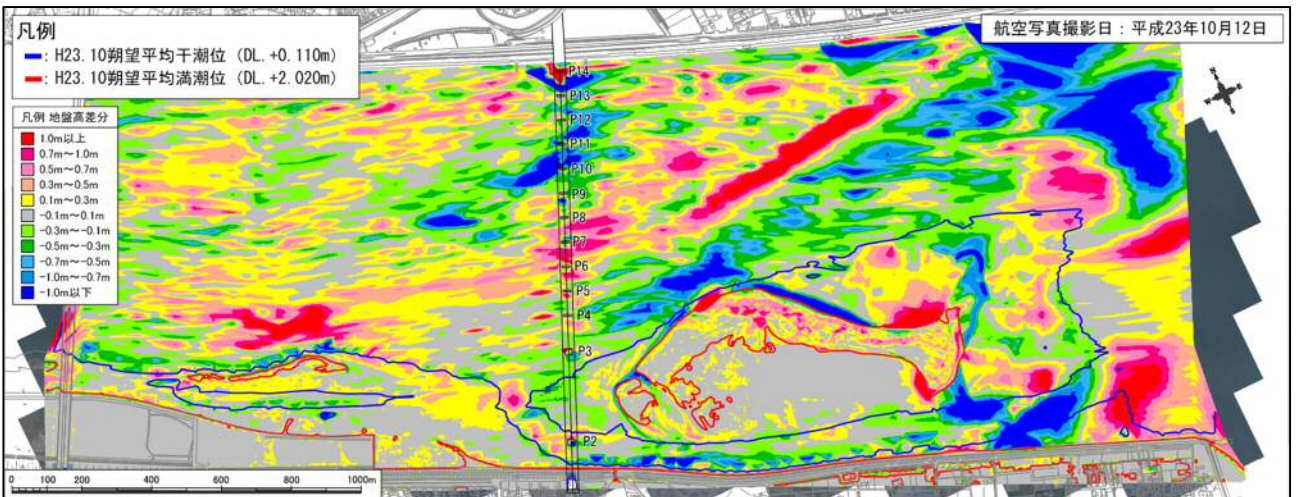 凡例
━: H23.10朔望平均干潮位（DL.+0.110m）
━: H23.10朔望平均満潮位（DL.+2.020m）
航空写真撮影日：平成23年10月12日
凡例 地盤高差分
1.0m以上
0.7m～1.0m
0.5m～0.7m
0.3m～0.5m
0.1m～0.3m
-0.1m～0.1m
-0.3m～-0.1m
-0.5m～-0.3m
-0.7m～-0.5m
-1.0m～-0.7m
-1.0m以下
P14
P13
P12
P11
P10
P9
P8
P7
P6
P5
P4
P3
P2
0 100 200 400 600 800 1000m